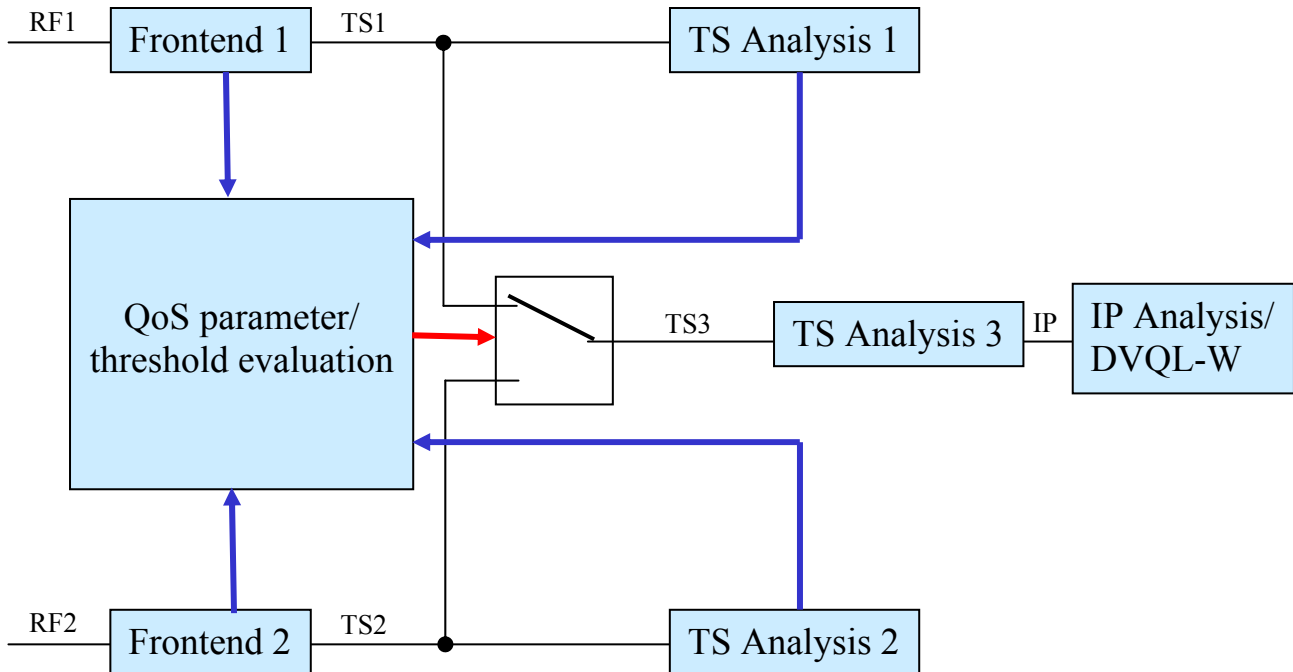 RF1
Frontend 1
TS1
TS Analysis 1
QoS parameter/
threshold evaluation
TS3
TS Analysis 3
IP
IP Analysis/
DVQL-W
RF2
Frontend 2
TS2
TS Analysis 2